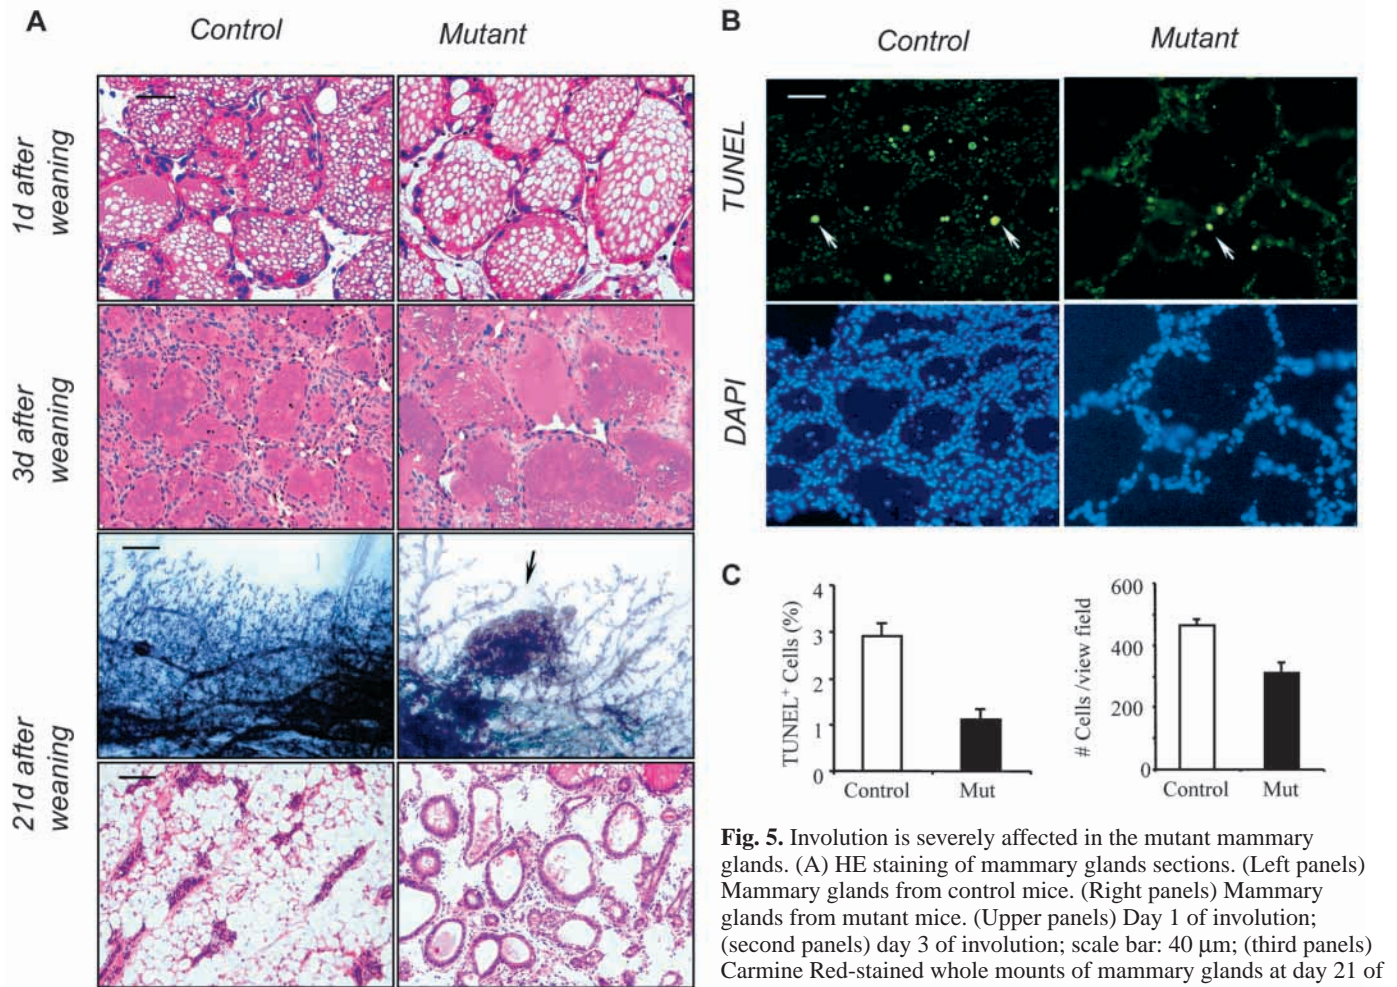 A
Control
Mutant
1d after
weaning
3d after
weaning
21d after
weaning
B
Control
Mutant
TUNEL
DAPI
C
TUNEL+ Cells (%)
4
3
2
1
0
Control
Mut
# Cells /view field
600
400
200
0
Control
Mut
Fig. 5. Involution is severely affected in the mutant mammary
glands. (A) HE staining of mammary glands sections. (Left panels)
Mammary glands from control mice. (Right panels) Mammary
glands from mutant mice. (Upper panels) Day 1 of involution;
(second panels) day 3 of involution; scale bar: 40 μm; (third panels)
Carmine Red-stained whole mounts of mammary glands at day 21 of